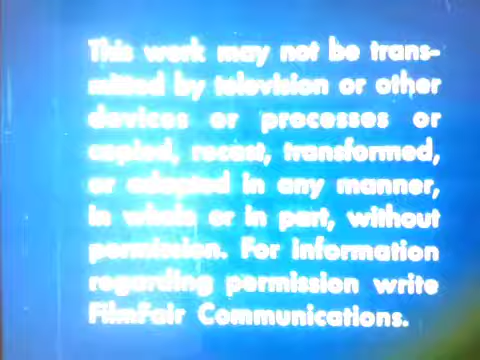 This work may not be trans-
mitted by television or other
devices or processes or
copied, recast, transformed,
or adapted in any manner,
in whole or in part, without
permission. For information
regarding permission write
FilmFair Communications.